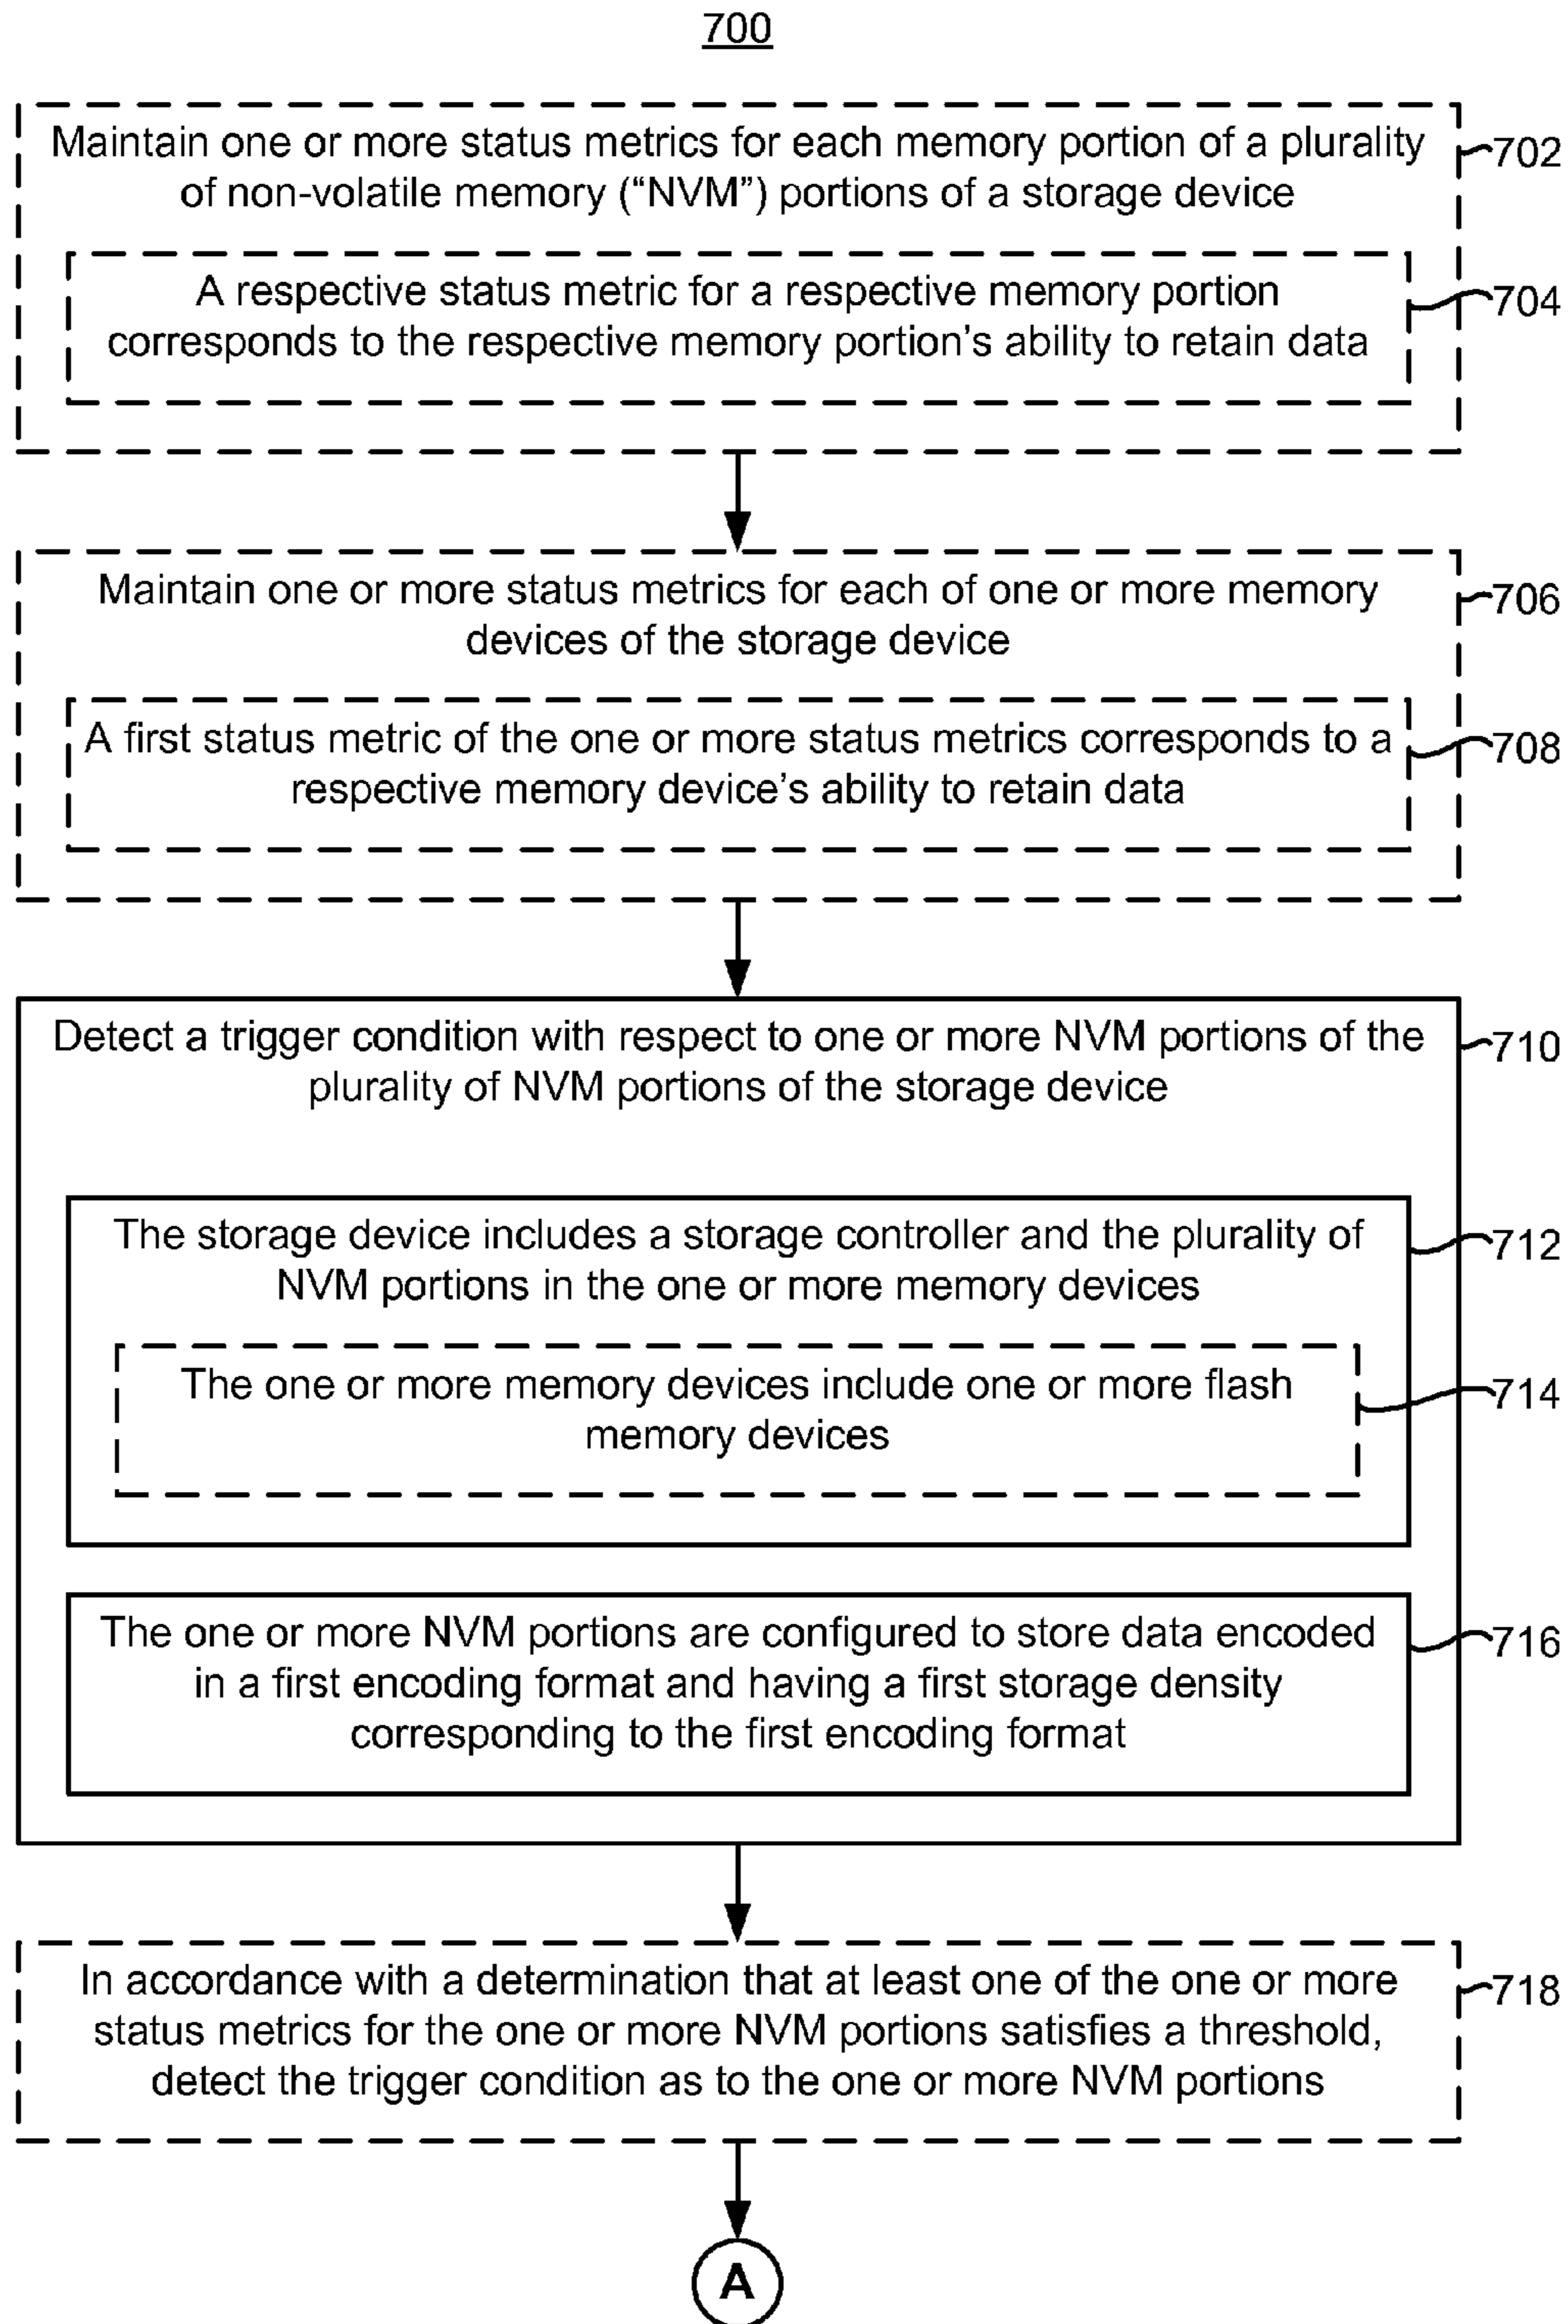 700
Maintain one or more status metrics for each memory portion of a plurality
of non-volatile memory (“NVM”) portions of a storage device
702
A respective status metric for a respective memory portion
corresponds to the respective memory portion’s ability to retain data
704
Maintain one or more status metrics for each of one or more memory
devices of the storage device
706
A first status metric of the one or more status metrics corresponds to a
respective memory device’s ability to retain data
708
Detect a trigger condition with respect to one or more NVM portions of the
plurality of NVM portions of the storage device
710
The storage device includes a storage controller and the plurality of
NVM portions in the one or more memory devices
712
The one or more memory devices include one or more flash
memory devices
714
The one or more NVM portions are configured to store data encoded
in a first encoding format and having a first storage density
corresponding to the first encoding format
716
In accordance with a determination that at least one of the one or more
status metrics for the one or more NVM portions satisfies a threshold,
detect the trigger condition as to the one or more NVM portions
718
A